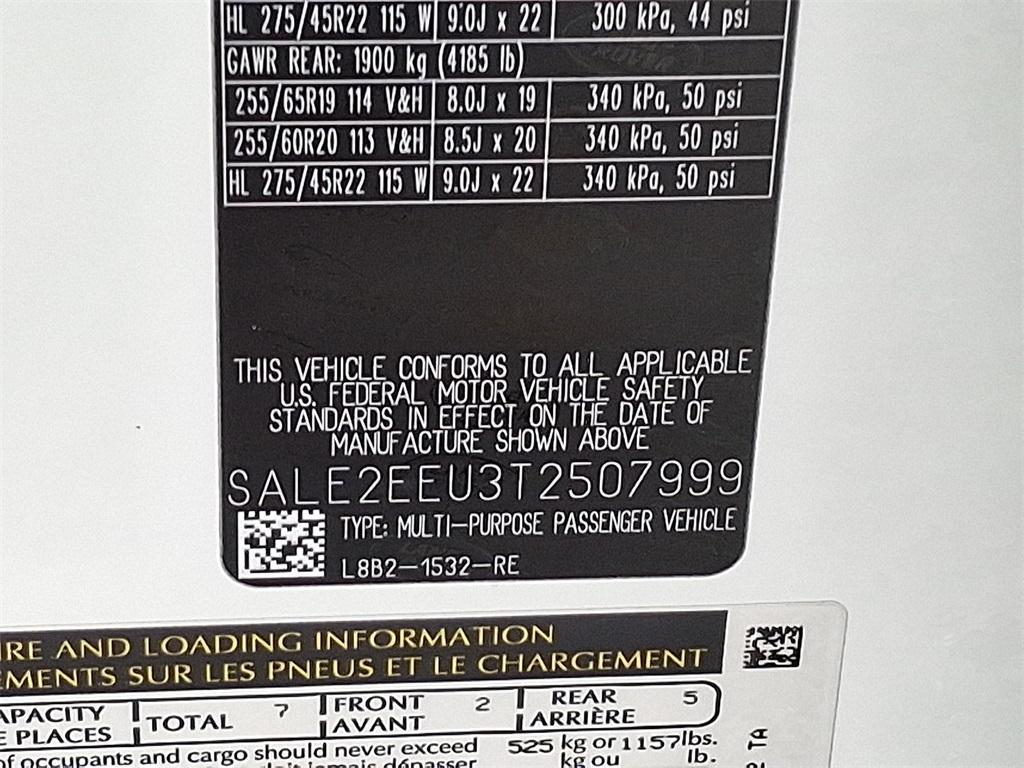 HL 275/45R22 115 W 9.0J x 22 300 kPa, 44 psi
GAWR REAR: 1900 kg (4185 lb)
255/65R19 114 V&H 8.0J x 19 340 kPa, 50 psi
255/60R20 113 V&H 8.5J x 20 340 kPa, 50 psi
HL 275/45R22 115 W 9.0J x 22 340 kPa, 50 psi
THIS VEHICLE CONFORMS TO ALL APPLICABLE
U.S. FEDERAL MOTOR VEHICLE SAFETY
STANDARDS IN EFFECT ON THE DATE OF
MANUFACTURE SHOWN ABOVE
SALE2EEU3T2507999
TYPE: MULTI-PURPOSE PASSENGER VEHICLE
L8B2-1532-RE
IRE AND LOADING INFORMATION
EMENTS SUR LES PNEUS ET LE CHARGEMENT
APACITY TOTAL 7 FRONT 2 REAR 5
E PLACES AVANT ARRIÈRE
of occupants and cargo should never exceed 525 kg or 1157 lbs.
jamais dépasser kg ou lb.
TA